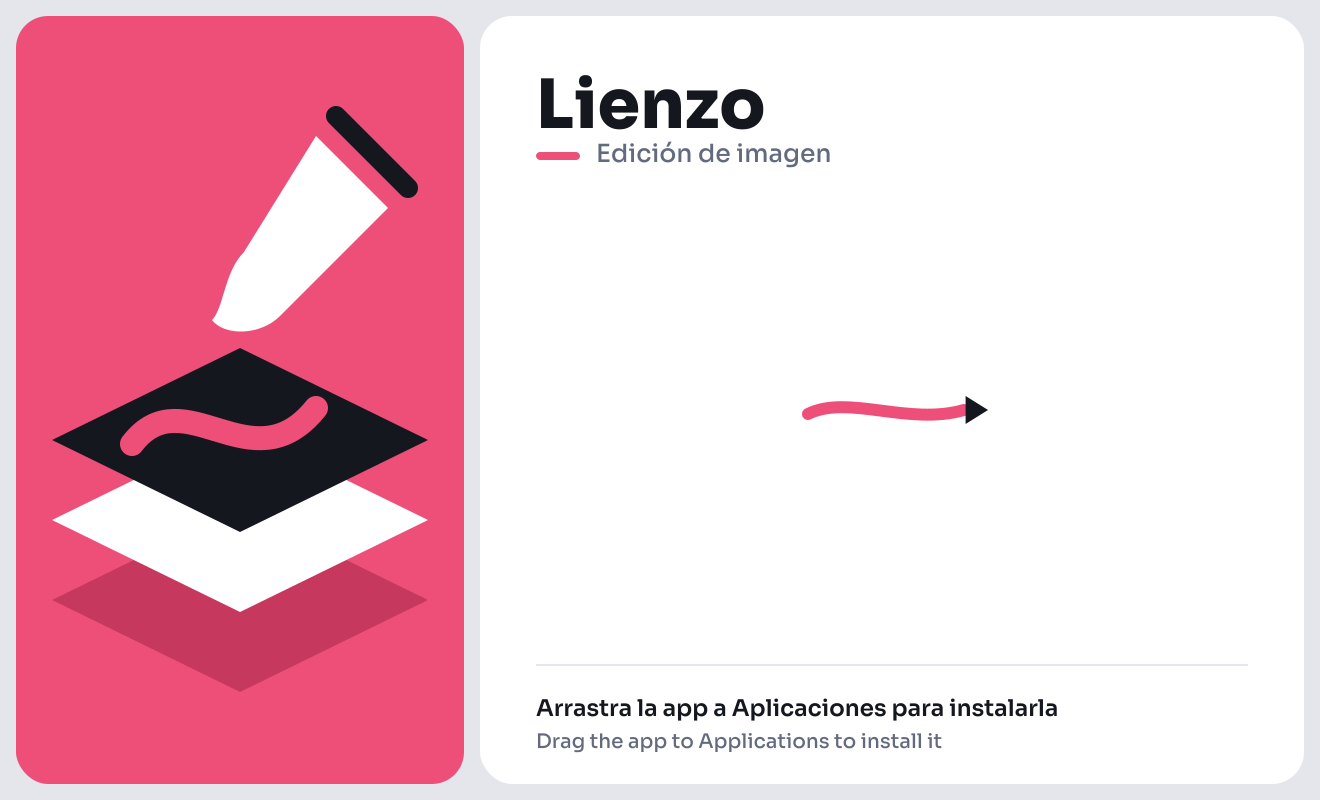 Lienzo
Edición de imagen
Arrastra la app a Aplicaciones para instalarla
Drag the app to Applications to install it